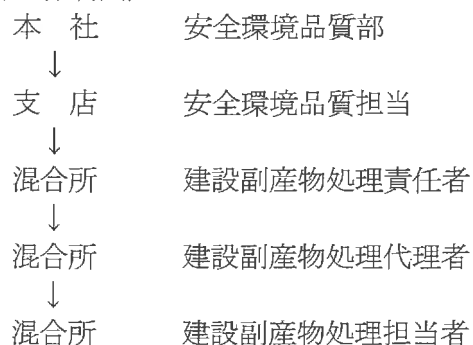 本　社　　安全環境品質部
↓
支　店　　安全環境品質担当
↓
混合所　　建設副産物処理責任者
↓
混合所　　建設副産物処理代理者
↓
混合所　　建設副産物処理担当者